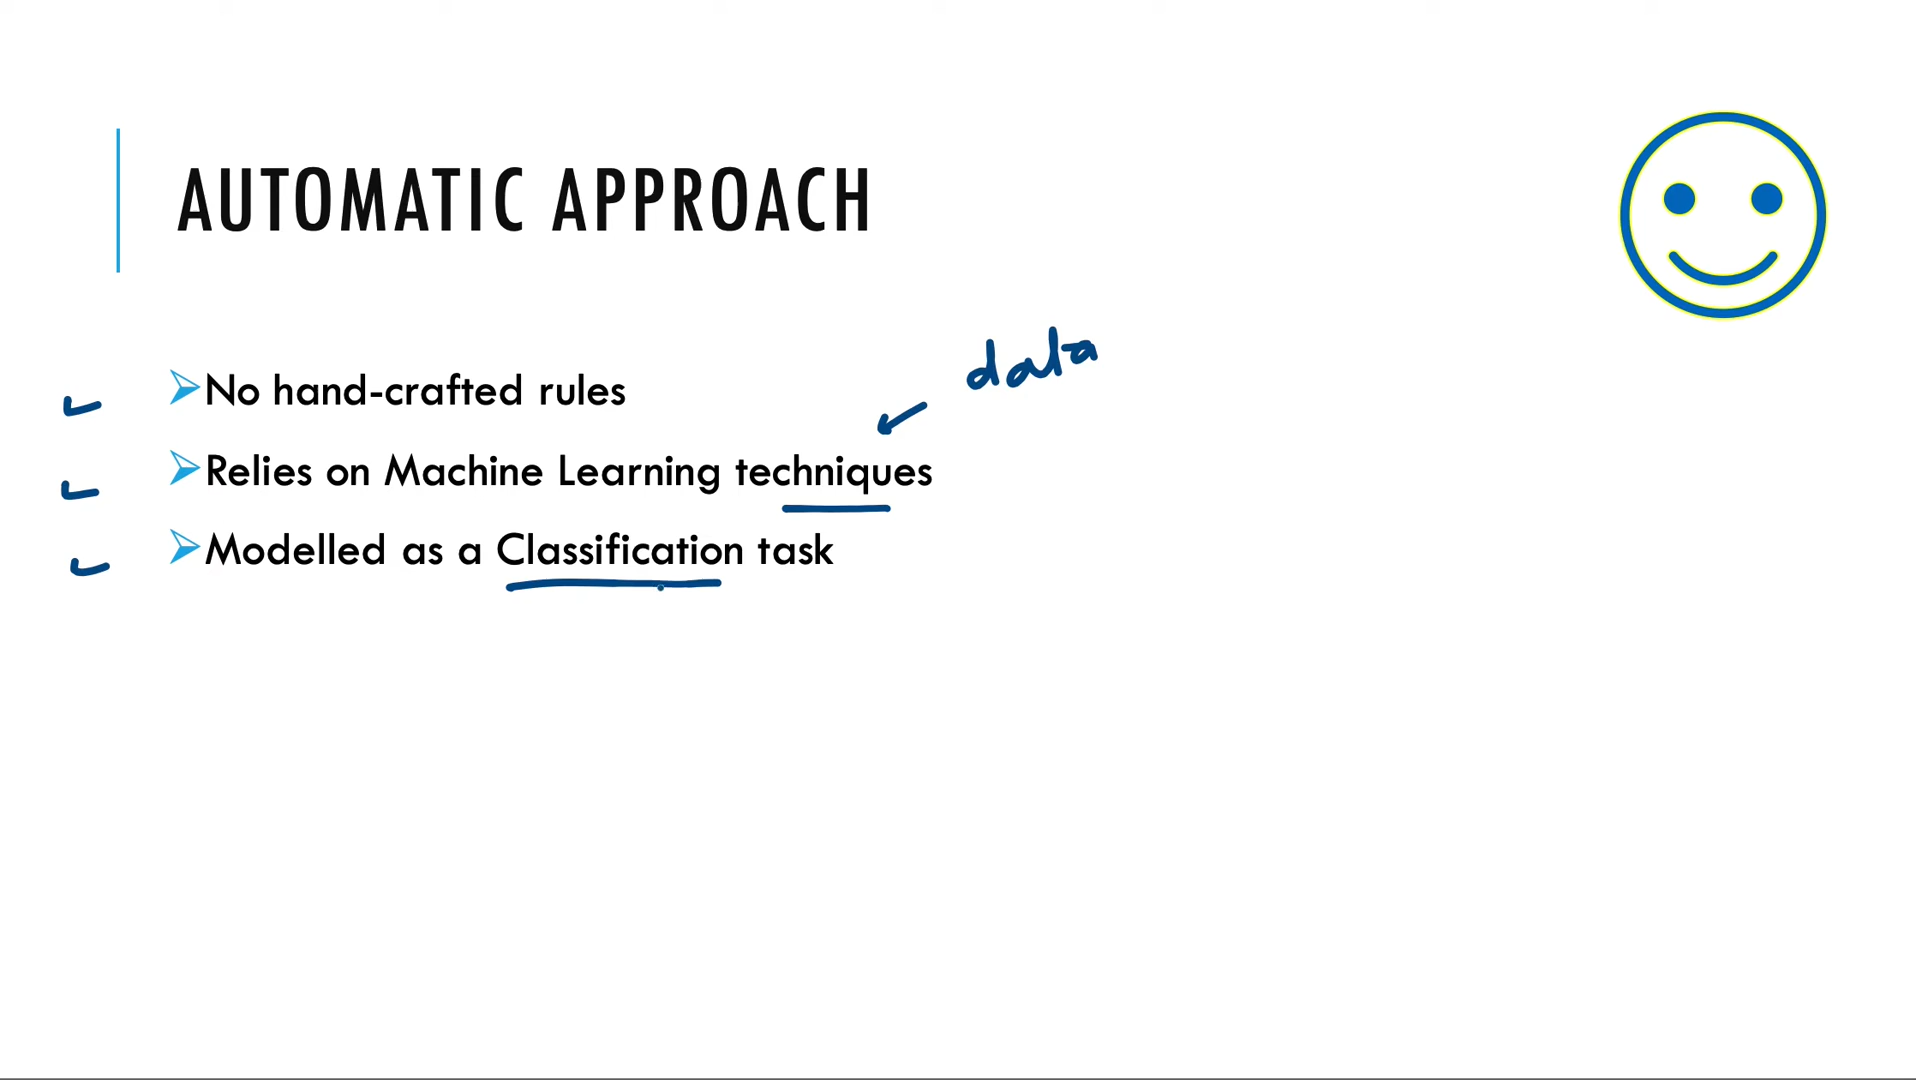 AUTOMATIC APPROACH
data
No hand-crafted rules
Relies on Machine Learning techniques
Modelled as a Classification task